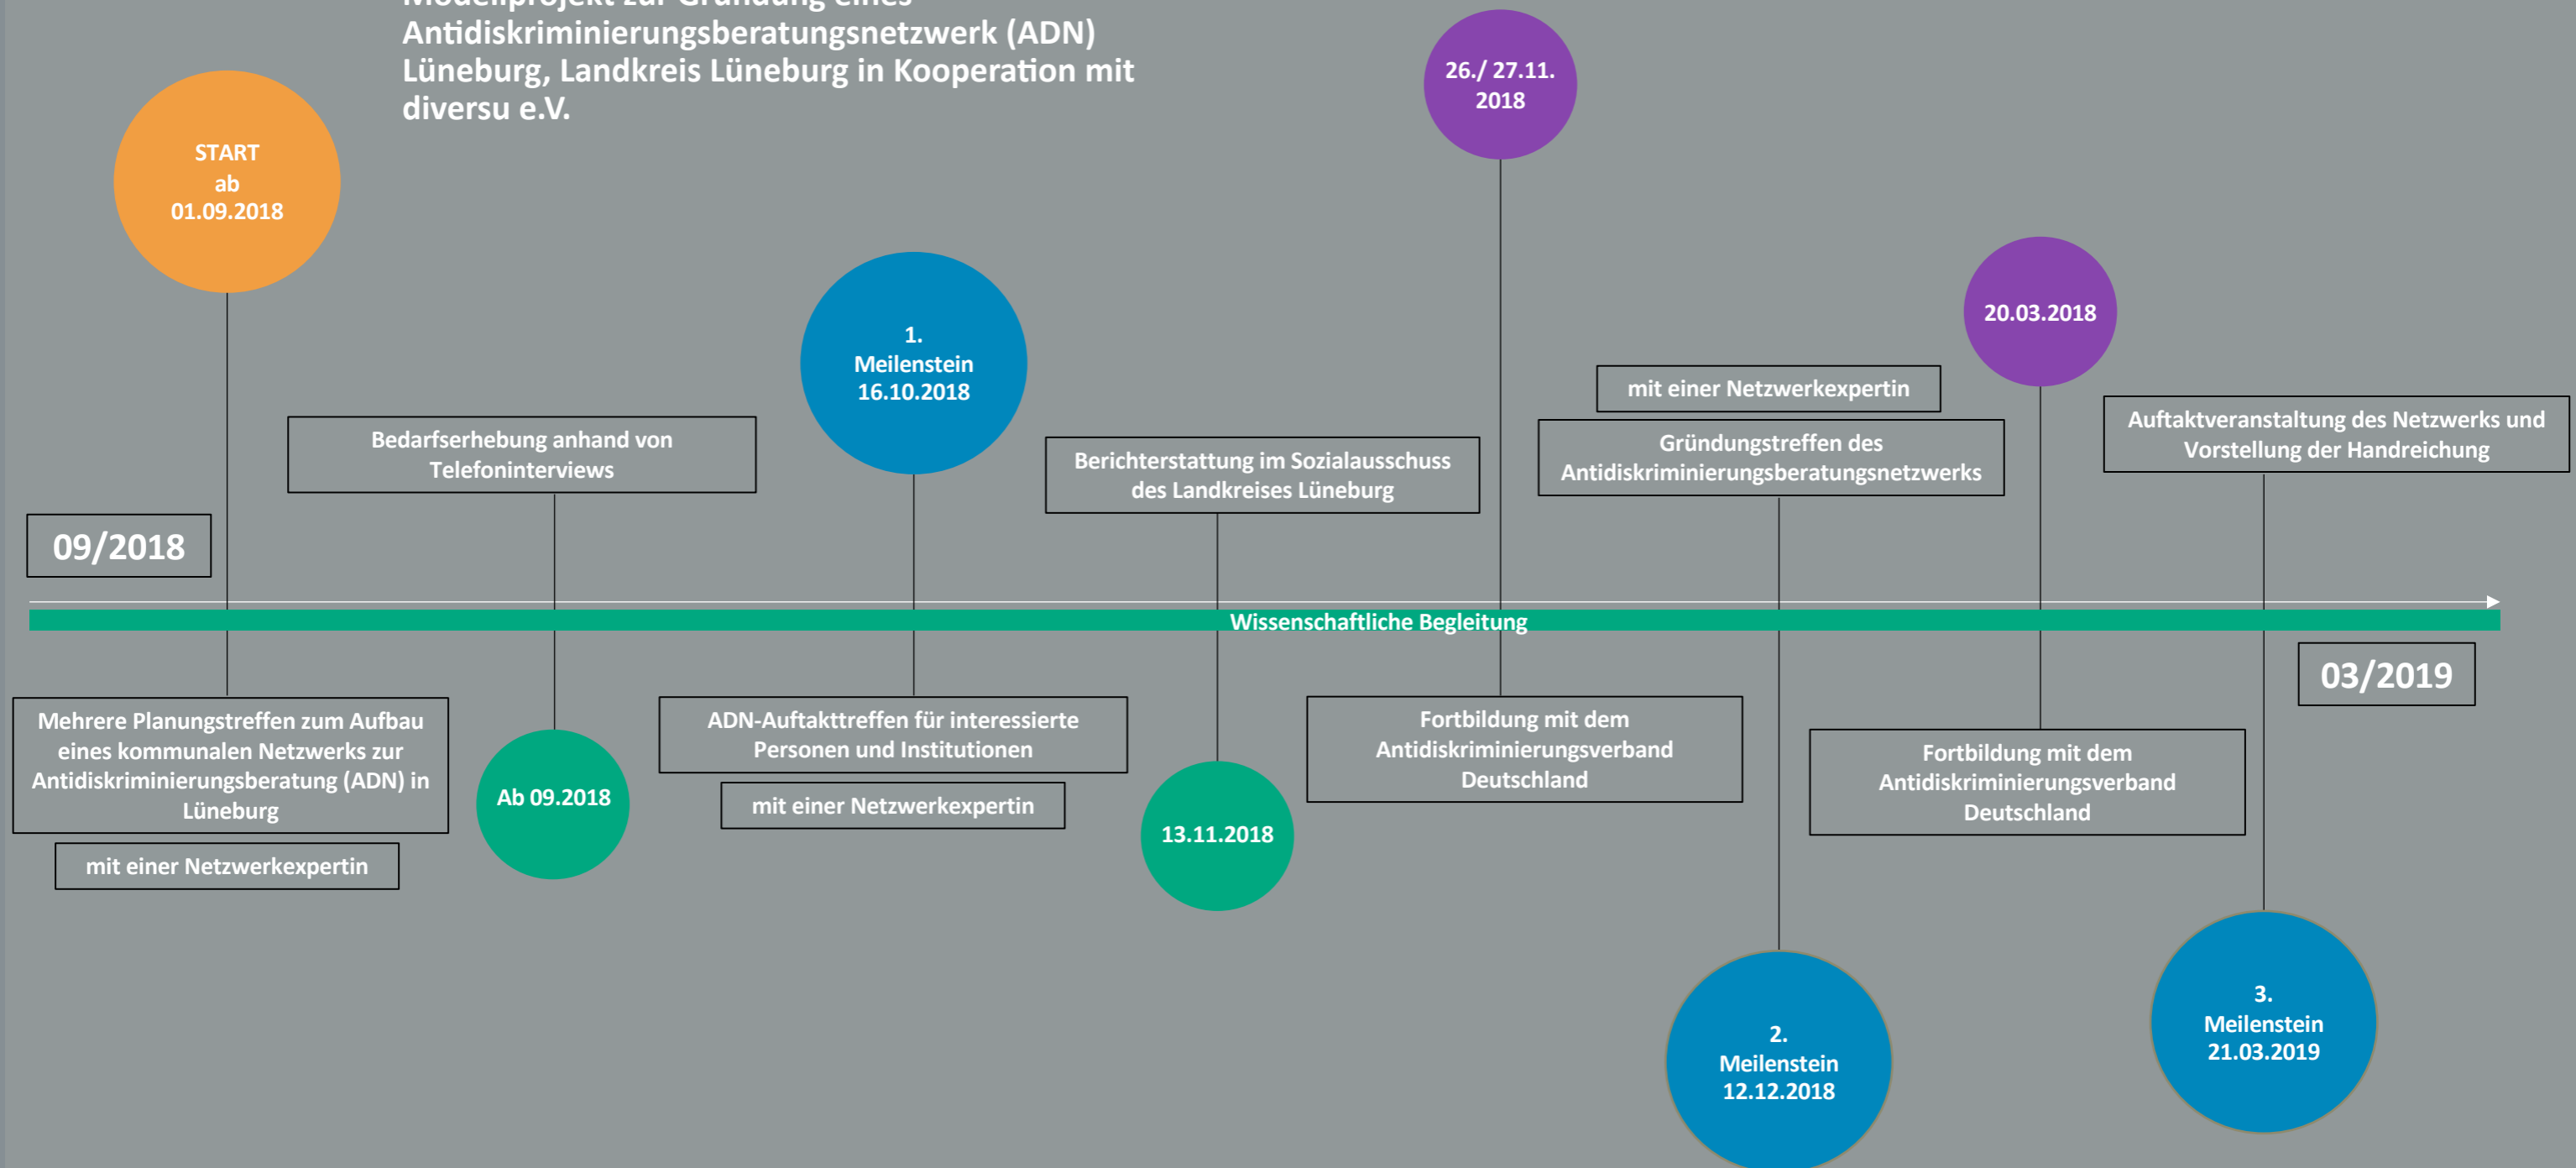 Modellprojekt zur Gründung eines
Antidiskriminierungsberatungsnetzwerk (ADN)
Lüneburg, Landkreis Lüneburg in Kooperation mit
diversu e.V.
START
ab
01.09.2018
1.
Meilenstein
16.10.2018
26./ 27.11.
2018
20.03.2018
Bedarfserhebung anhand von
Telefoninterviews
Berichterstattung im Sozialausschuss
des Landkreises Lüneburg
mit einer Netzwerkexpertin
Gründungstreffen des
Antidiskriminierungsberatungsnetzwerks
Auftaktveranstaltung des Netzwerks und
Vorstellung der Handreichung
09/2018
Wissenschaftliche Begleitung
03/2019
Mehrere Planungstreffen zum Aufbau
eines kommunalen Netzwerks zur
Antidiskriminierungsberatung (ADN) in
Lüneburg
mit einer Netzwerkexpertin
Ab 09.2018
ADN-Auftakttreffen für interessierte
Personen und Institutionen
mit einer Netzwerkexpertin
13.11.2018
Fortbildung mit dem
Antidiskriminierungsverband
Deutschland
Fortbildung mit dem
Antidiskriminierungsverband
Deutschland
2.
Meilenstein
12.12.2018
3.
Meilenstein
21.03.2019